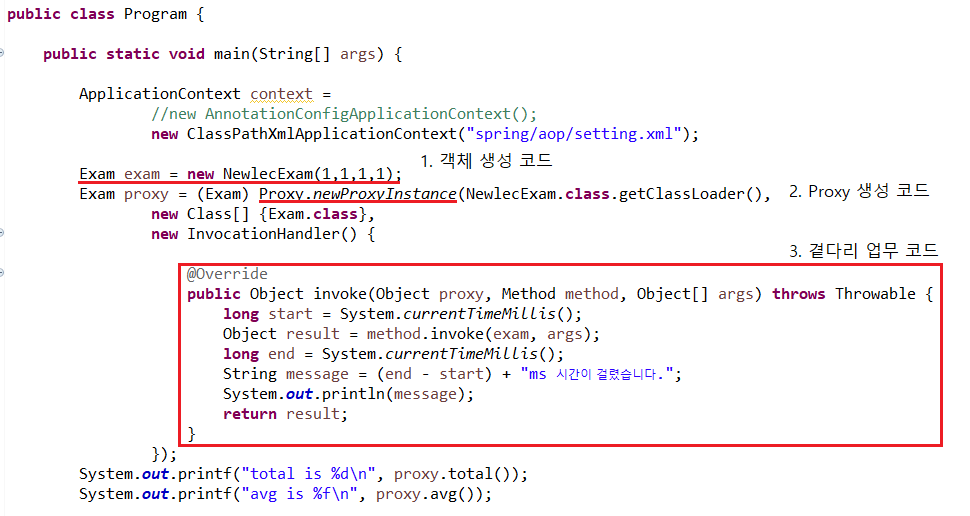 public class Program {
public static void main(String[] args) {
ApplicationContext context =
//new AnnotationConfigApplicationContext();
new ClassPathXmlApplicationContext("spring/aop/setting.xml");
1. 객체 생성 코드
Exam exam = new NewlecExam(1,1,1,1);
Exam proxy = (Exam) Proxy.newProxyInstance(NewlecExam.class.getClassLoader(),
2. Proxy 생성 코드
new Class[] {Exam.class},
new InvocationHandler() {
3. 곁다리 업무 코드
@Override
public Object invoke(Object proxy, Method method, Object[] args) throws Throwable {
long start = System.currentTimeMillis();
Object result = method.invoke(exam, args);
long end = System.currentTimeMillis();
String message = (end - start) + "ms 시간이 걸렸습니다.";
System.out.println(message);
return result;
}
});
System.out.printf("total is %d\n", proxy.total());
System.out.printf("avg is %f\n", proxy.avg());